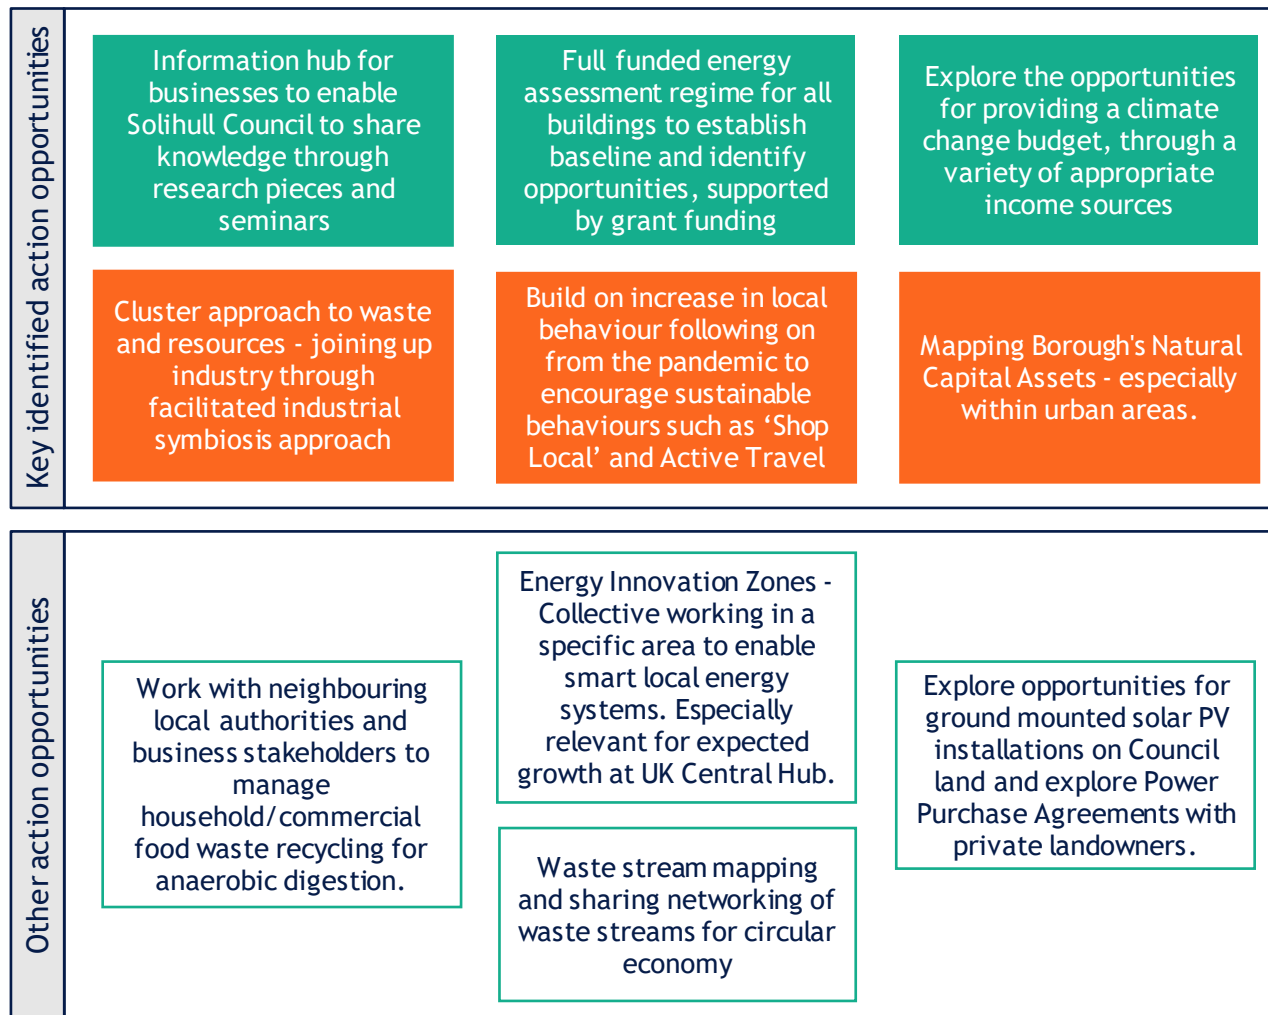 Key identified action opportunities
Information hub for
businesses to enable
Solihull Council to share
knowledge through
research pieces and
seminars
Full funded energy
assessment regime for all
buildings to establish
baseline and identify
opportunities, supported
by grant funding
Explore the opportunities
for providing a climate
change budget, through a
variety of appropriate
income sources
Cluster approach to waste
and resources - joining up
industry through
facilitated industrial
symbiosis approach
Build on increase in local
behaviour following on
from the pandemic to
encourage sustainable
behaviours such as ‘Shop
Local’ and Active Travel
Mapping Borough's Natural
Capital Assets - especially
within urban areas.
Other action opportunities
Work with neighbouring
local authorities and
business stakeholders to
manage
household/commercial
food waste recycling for
anaerobic digestion.
Energy Innovation Zones -
Collective working in a
specific area to enable
smart local energy
systems. Especially
relevant for expected
growth at UK Central Hub.
Waste stream mapping
and sharing networking of
waste streams for circular
economy
Explore opportunities for
ground mounted solar PV
installations on Council
land and explore Power
Purchase Agreements with
private landowners.